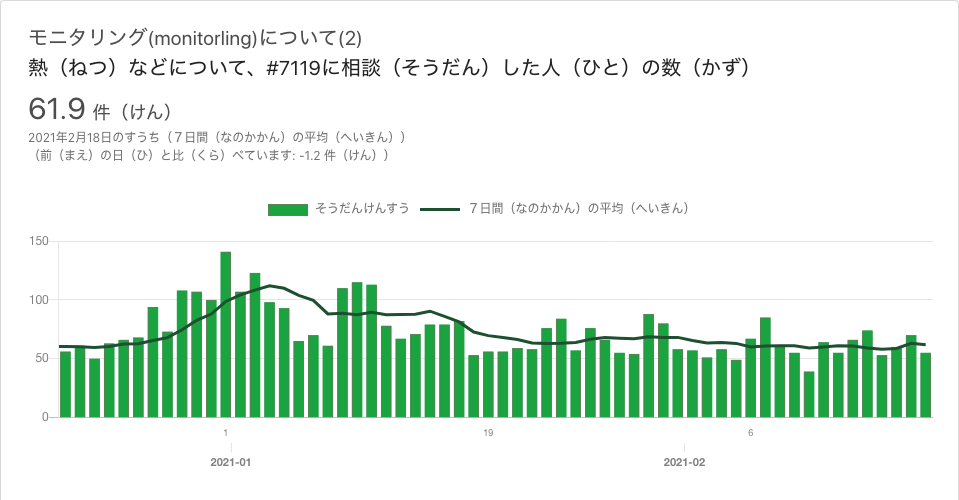 モニタリング(monitorling)について(2)
熱（ねつ）などについて、#7119に相談（そうだん）した人（ひと）の数（かず）
61.9 件（けん）
2021年2月18日のすうち（７日間（なのかかん）の平均（へいきん））
（前（まえ）の日（ひ）と比（くら）べています: -1.2 件（けん））
そうだんけんすう ７日間（なのかかん）の平均（へいきん）
150
100
50
0
1 19 6
2021-01 2021-02